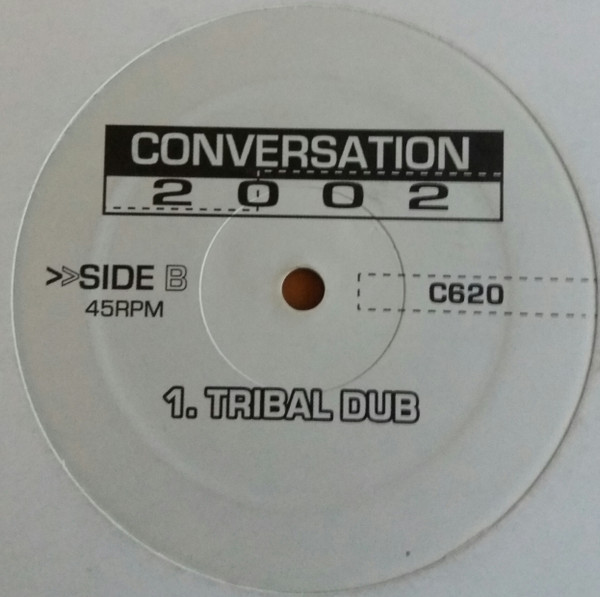 CONVERSATION
2002
>>SIDE B
45RPM
C620
1. TRIBAL DUB